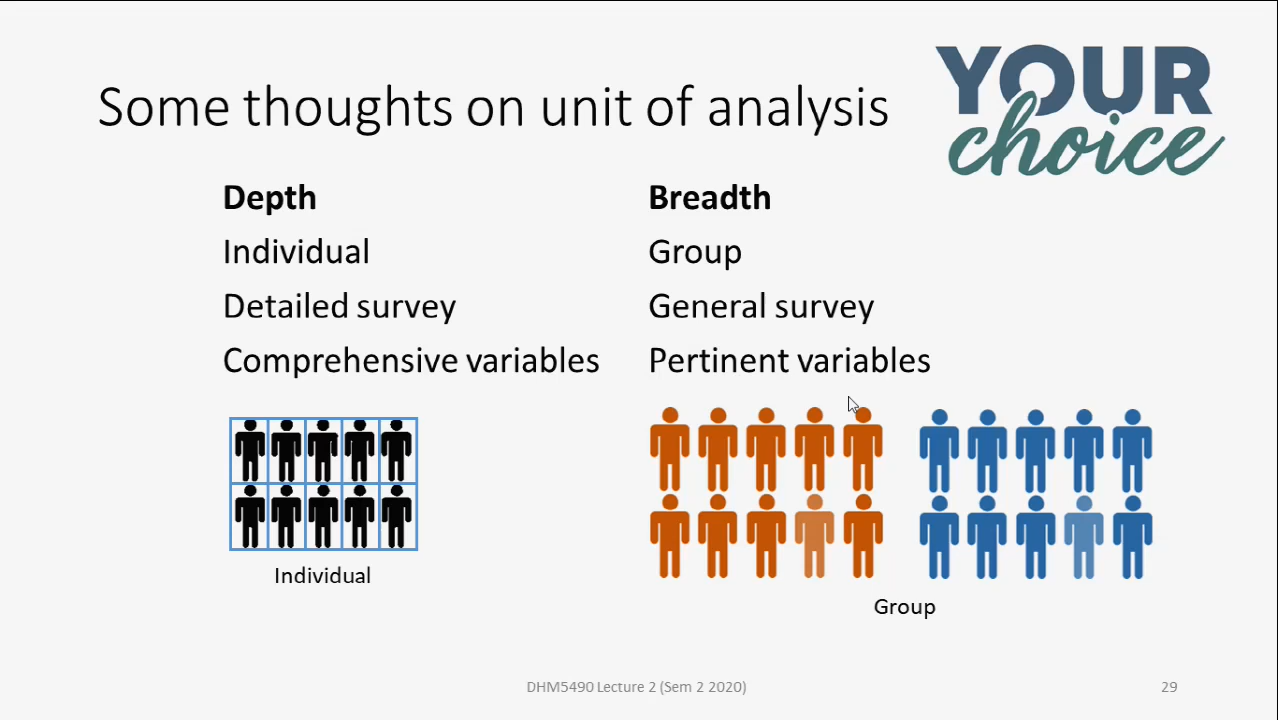 Some thoughts on unit of analysis
YOUR
choice
Depth
Individual
Detailed survey
Comprehensive variables
Breadth
Group
General survey
Pertinent variables
Individual
Group
DHM5490 Lecture 2 (Sem 2 2020)
29